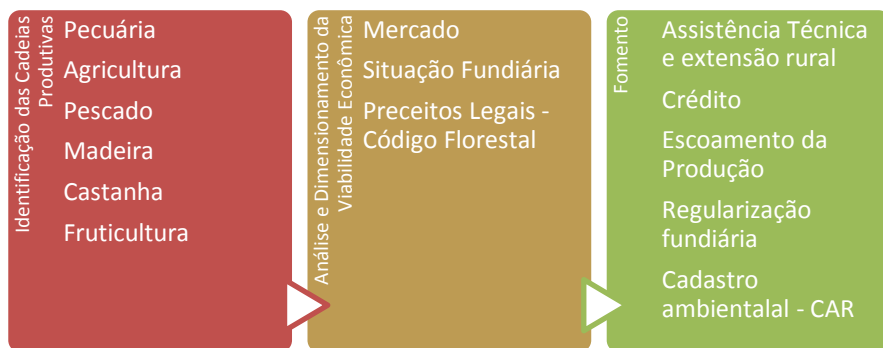 Identificação das Cadeias
Produtivas
Pecuária
Agricultura
Pescado
Madeira
Castanha
Fruticultura
Análise e Dimensionamento da
Viabilidade Econômica
Mercado
Situação Fundiária
Preceitos Legais -
Código Florestal
Fomento
Assistência Técnica
e extensão rural
Crédito
Escoamento da
Produção
Regularização
fundiária
Cadastro
ambientalal - CAR